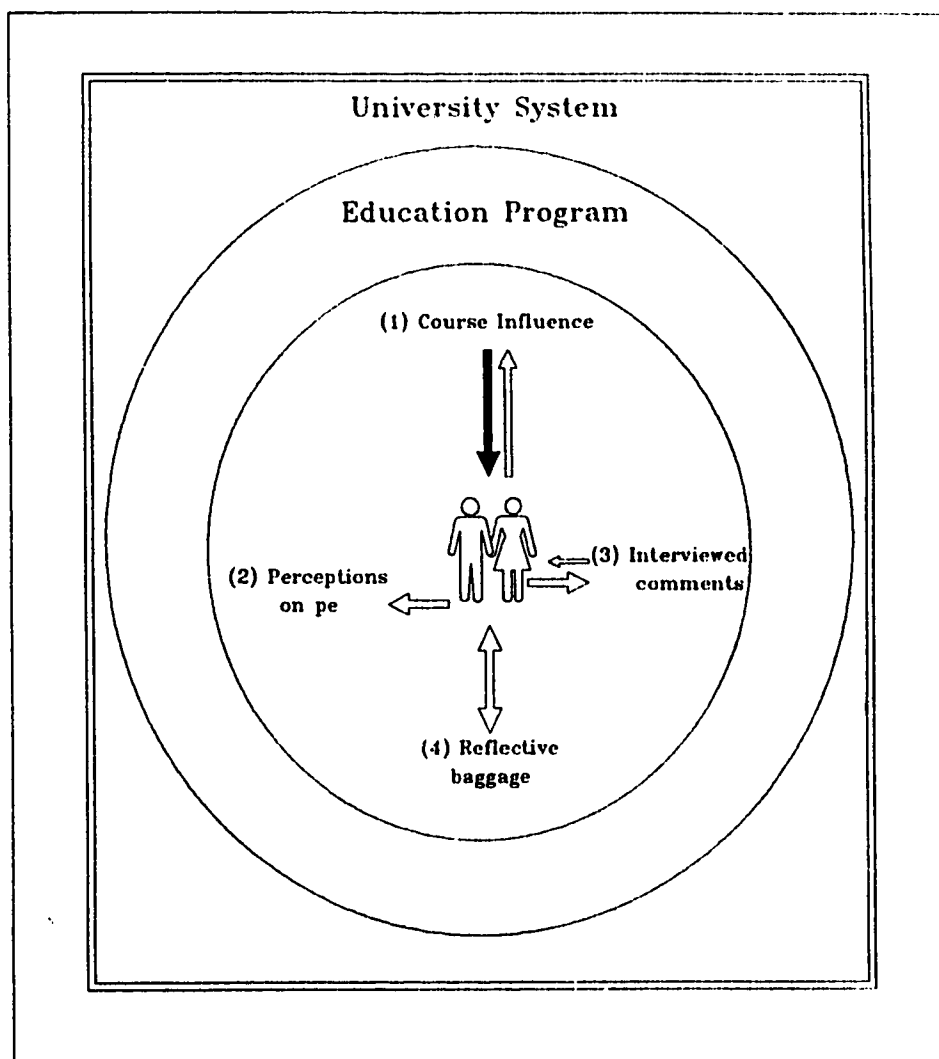 University System
Education Program
(1) Course Influence
(2) Perceptions
on pe
(3) Interviewed
comments
(4) Reflective
baggage